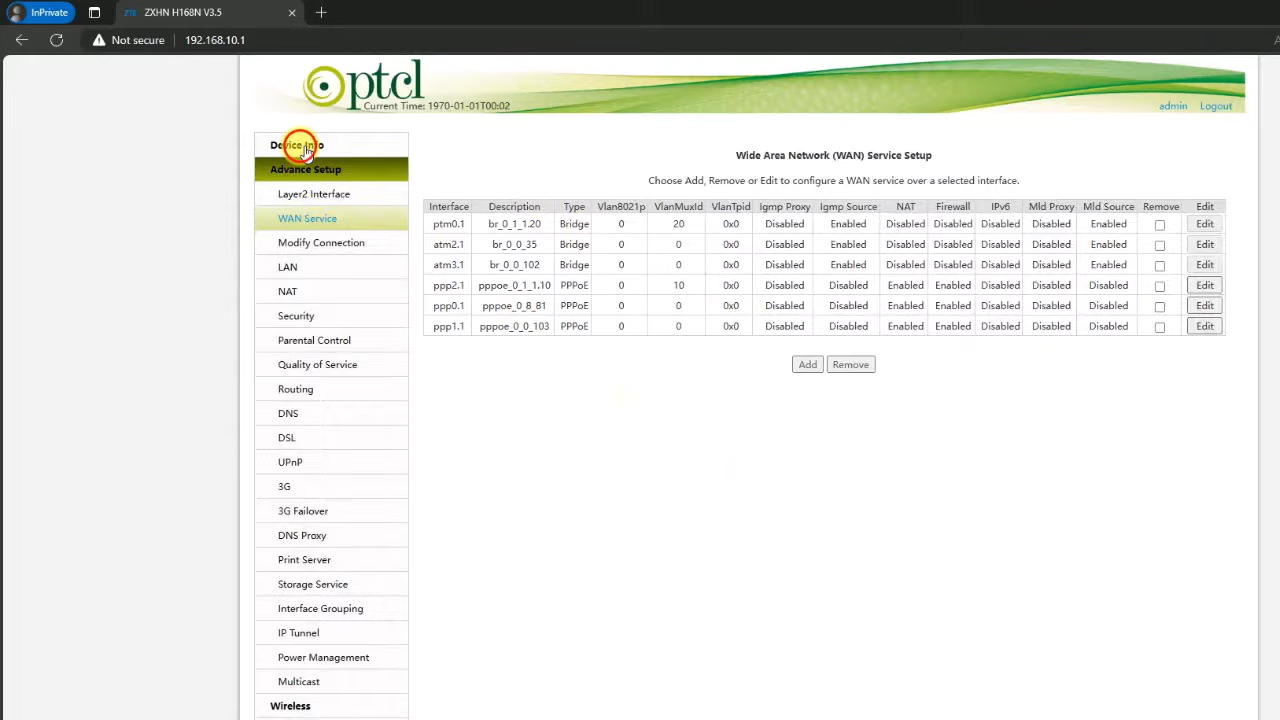 InPrivate
ZTE ZXHN H168N V3.5
Not secure 192.168.10.1
ptcl
Current Time: 1970-01-01T00:02
admin Logout
Device Info
Advance Setup
Layer2 Interface
WAN Service
Modify Connection
LAN
NAT
Security
Parental Control
Quality of Service
Routing
DNS
DSL
UPnP
3G
3G Failover
DNS Proxy
Print Server
Storage Service
Interface Grouping
IP Tunnel
Power Management
Multicast
Wireless
Wide Area Network (WAN) Service Setup
Choose Add, Remove or Edit to configure a WAN service over a selected interface.
Interface Description Type Vlan8021p VlanMuxId VlanTpid Igmp Proxy Igmp Source NAT Firewall IPv6 Mld Proxy Mld Source Remove Edit
ptm0.1 br_0_1_1.20 Bridge 0 20 0x0 Disabled Enabled Disabled Disabled Disabled Disabled Enabled Edit
atm2.1 br_0_0_35 Bridge 0 0 0x0 Disabled Enabled Disabled Disabled Disabled Disabled Enabled Edit
atm3.1 br_0_0_102 Bridge 0 0 0x0 Disabled Enabled Disabled Disabled Disabled Disabled Enabled Edit
ppp2.1 pppoe_0_1_1.10 PPPoE 0 10 0x0 Disabled Disabled Enabled Enabled Disabled Disabled Disabled Edit
ppp0.1 pppoe_0_8_81 PPPoE 0 0 0x0 Disabled Disabled Enabled Enabled Disabled Disabled Disabled Edit
ppp1.1 pppoe_0_0_103 PPPoE 0 0 0x0 Disabled Disabled Enabled Enabled Disabled Disabled Disabled Edit
Add Remove